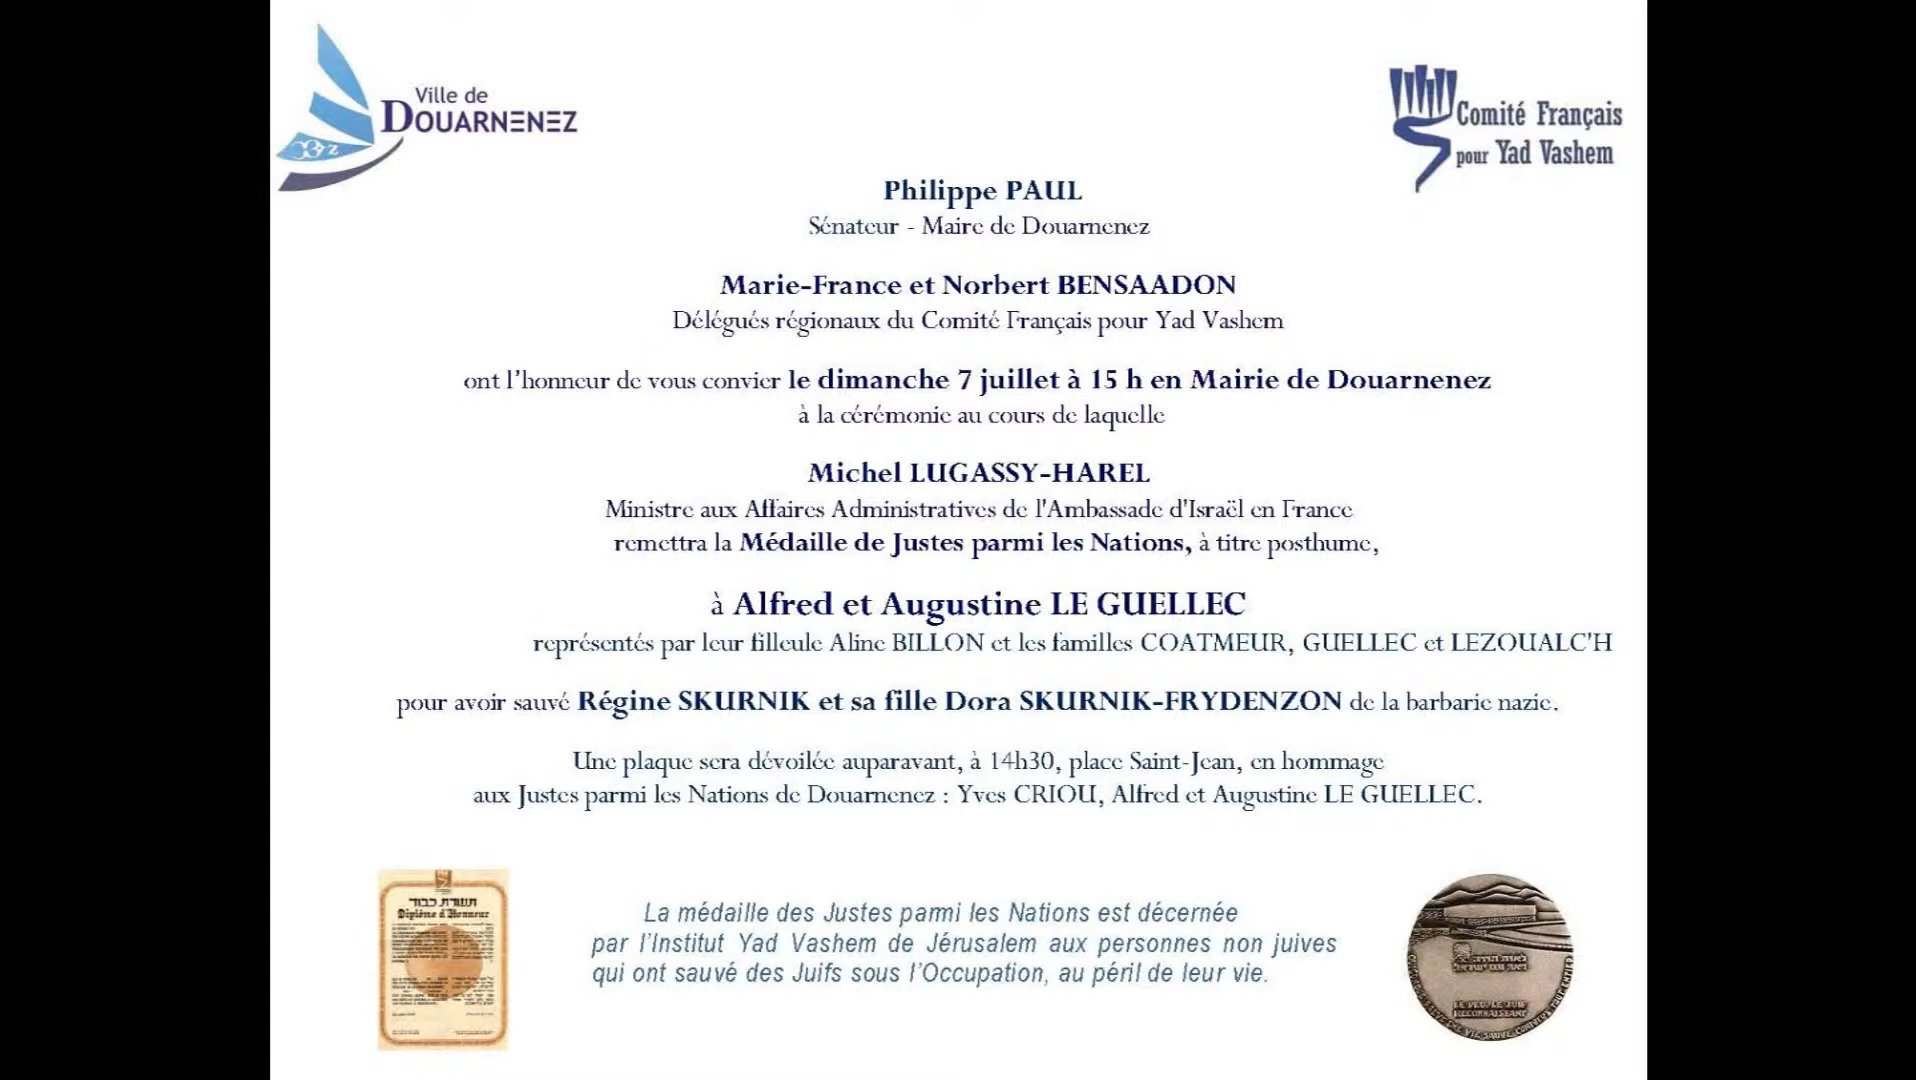 Ville de
DOUARNENEZ
Comité Français
pour Yad Vashem
Philippe PAUL
Sénateur - Maire de Douarnenez
Marie-France et Norbert BENSAADON
Délégués régionaux du Comité Français pour Yad Vashem
ont l'honneur de vous convier le dimanche 7 juillet à 15 h en Mairie de Douarnenez
à la cérémonie au cours de laquelle
Michel LUGASSY-HAREL
Ministre aux Affaires Administratives de l'Ambassade d'Israël en France
remettra la Médaille de Justes parmi les Nations, à titre posthume,
à Alfred et Augustine LE GUELLEC
représentés par leur filleule Aline BILLON et les familles COATMEUR, GUELLEC et LEZOUALC'H
pour avoir sauvé Régine SKURNIK et sa fille Dora SKURNIK-FRYDENZON de la barbarie nazie.
Une plaque sera dévoilée auparavant, à 14h30, place Saint-Jean, en hommage
aux Justes parmi les Nations de Douarnenez : Yves CRIOU, Alfred et Augustine LE GUELLEC.
תעודת כבוד
Diplôme d'Honneur
La médaille des Justes parmi les Nations est décernée
par l'Institut Yad Vashem de Jérusalem aux personnes non juives
qui ont sauvé des Juifs sous l'Occupation, au péril de leur vie.
LE PEUPLE JUIF
RECONNAISSANT